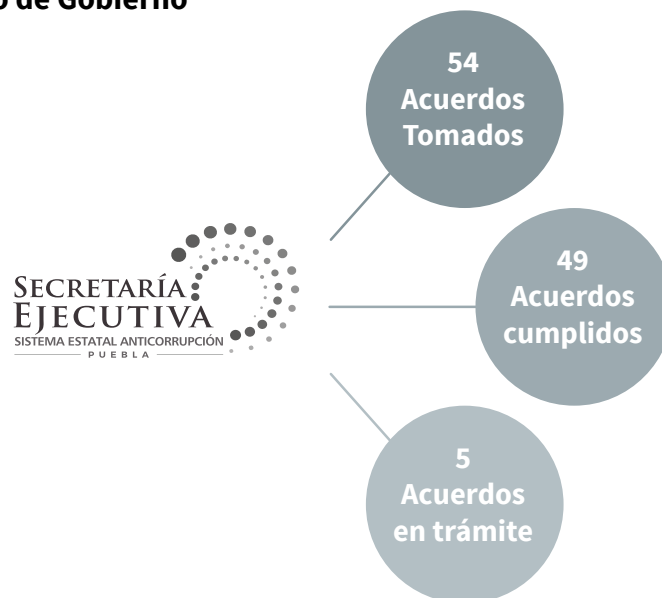 de Gobierno
54
Acuerdos
Tomados
SECRETARÍA
EJECUTIVA
SISTEMA ESTATAL ANTICORRUPCIÓN
PUEBLA
49
Acuerdos
cumplidos
5
Acuerdos
en trámite